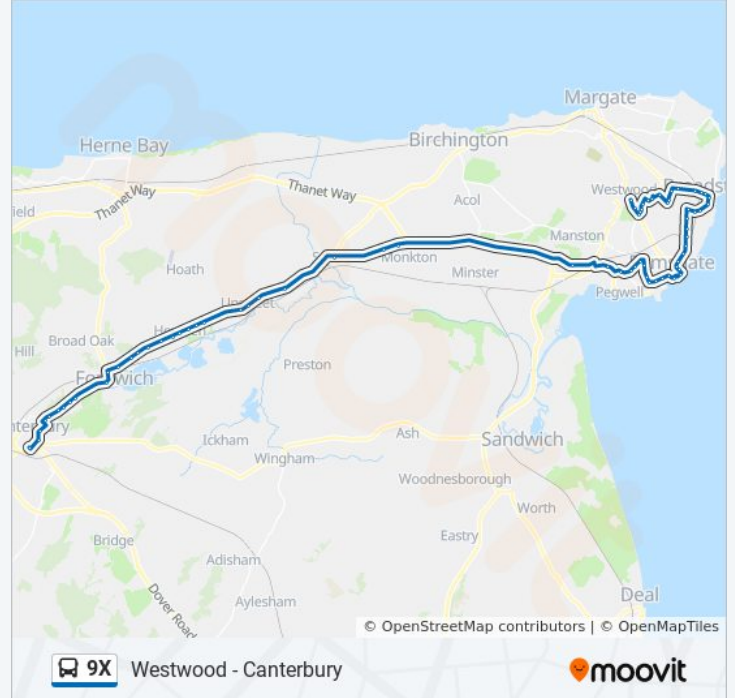 Margate
Herne Bay
Birchington
Thanet Way
Thanet Way
Westwood
Acol
ield
Manston
Hoath
Monkton
Minster
Pegwell
Broad Oak
Hill
Preston
Ickham
Ash
Sandwich
Wingham
Woodnesborough
Worth
Eastry
Bridge
Adisham
Dover Road
Aylesham
Deal
© OpenStreetMap contributors | © OpenMapTiles
9X Westwood - Canterbury
moovit